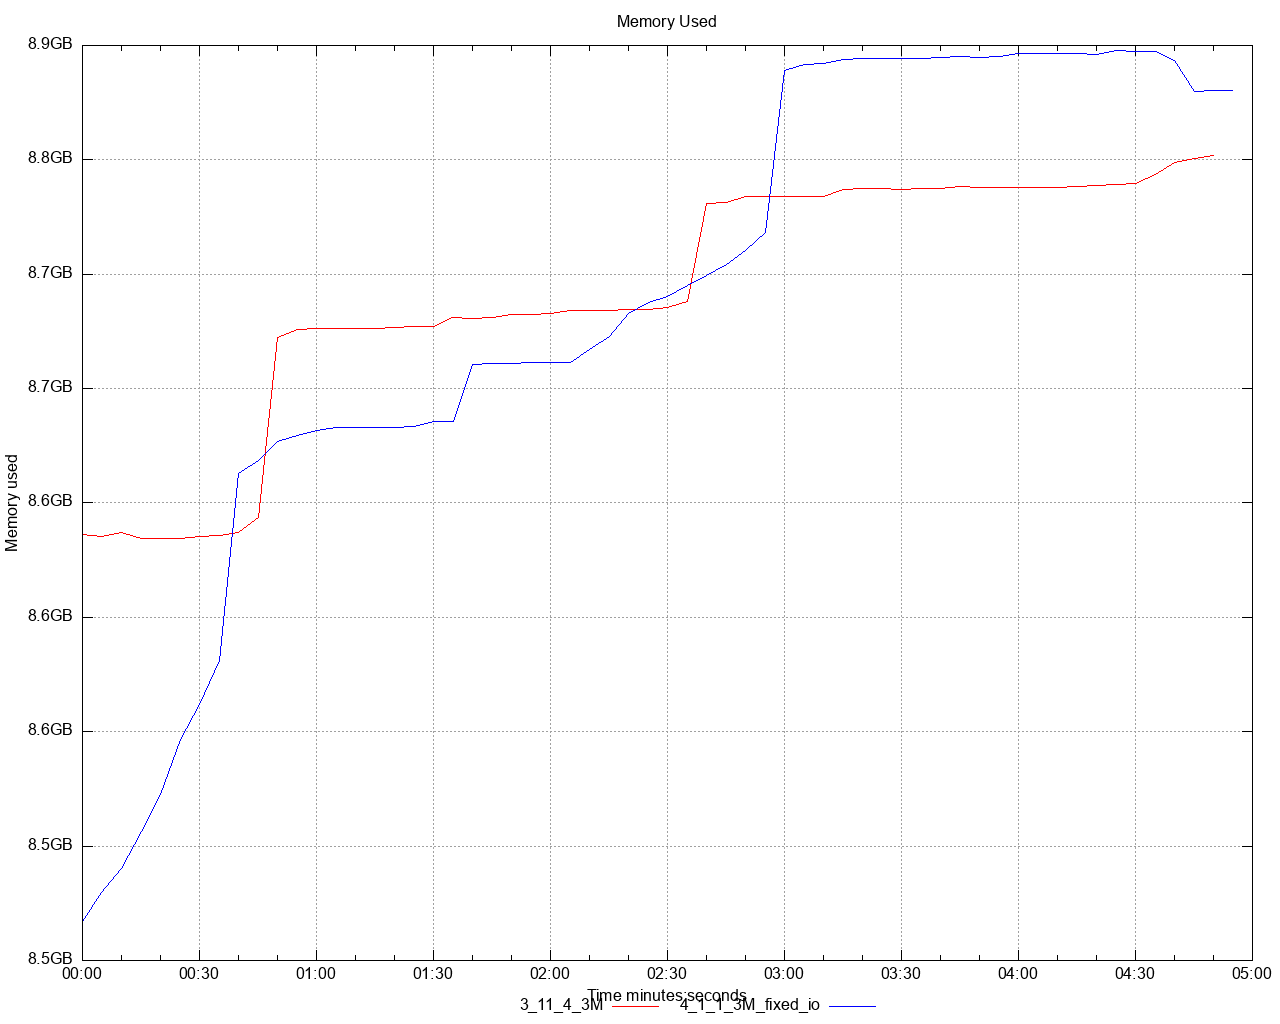 Memory Used
8.9GB
8.8GB
8.7GB
8.7GB
8.6GB
8.6GB
8.6GB
8.5GB
8.5GB
Memory used
00:00 00:30 01:00 01:30 02:00 02:30 03:00 03:30 04:00 04:30 05:00
Time minutes:seconds
3_11_4_3M 4_1_1_3M_fixed_io